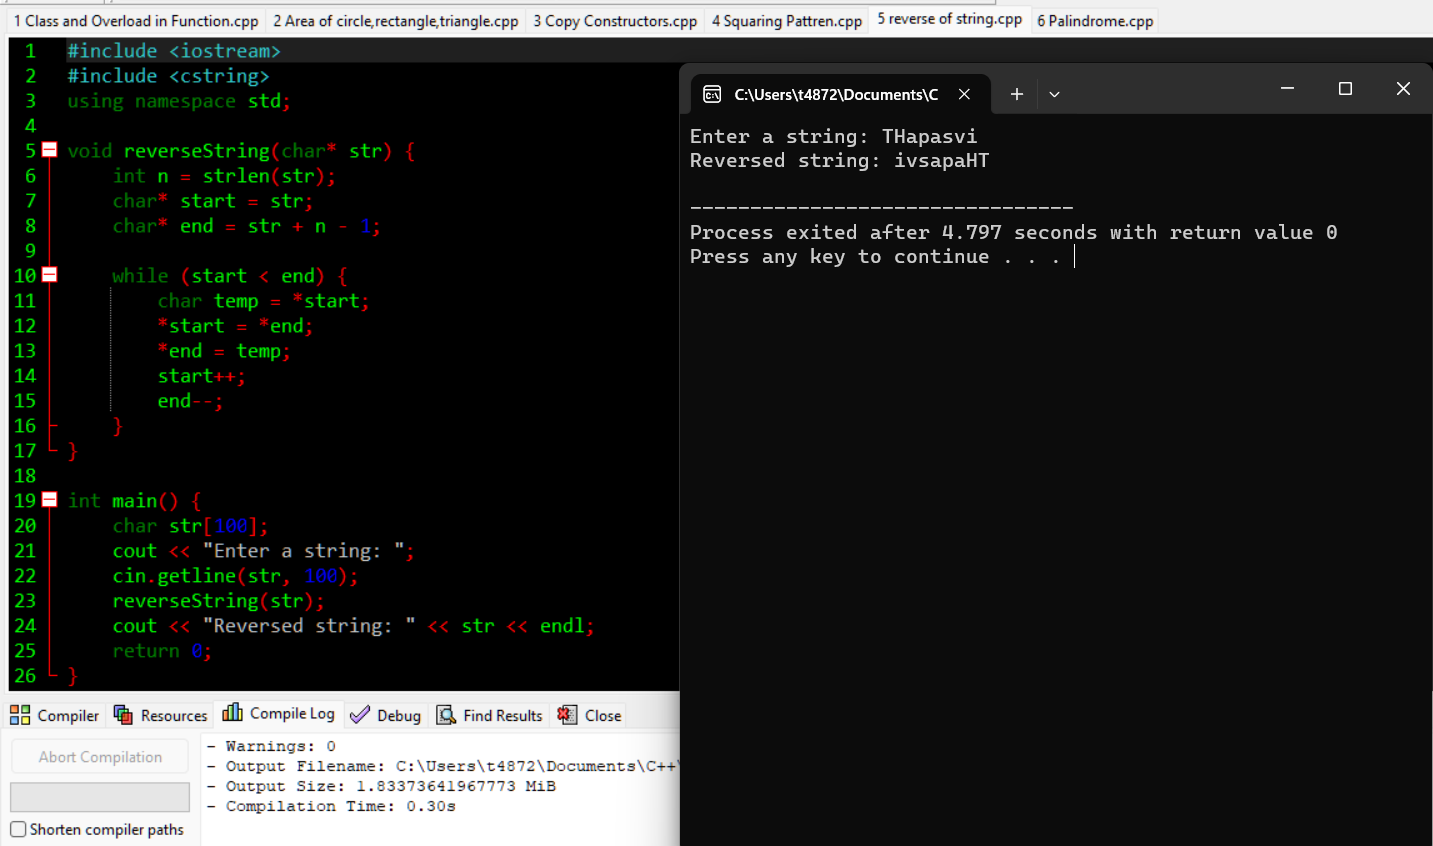 1 Class and Overload in Function.cpp 2 Area of circle,rectangle,triangle.cpp 3 Copy Constructors.cpp 4 Squaring Pattren.cpp 5 reverse of string.cpp 6 Palindrome.cpp
1 #include <iostream>
2 #include <cstring>
3 using namespace std;
4
5 void reverseString(char* str) {
6 int n = strlen(str);
7 char* start = str;
8 char* end = str + n - 1;
9
10 while (start < end) {
11 char temp = *start;
12 *start = *end;
13 *end = temp;
14 start++;
15 end--;
16 }
17 }
18
19 int main() {
20 char str[100];
21 cout << "Enter a string: ";
22 cin.getline(str, 100);
23 reverseString(str);
24 cout << "Reversed string: " << str << endl;
25 return 0;
26 }
C:\Users\t4872\Documents\C
Enter a string: THapasvi
Reversed string: ivsapaHT
--------------------------------
Process exited after 4.797 seconds with return value 0
Press any key to continue . . .
Compiler Resources Compile Log Debug Find Results Close
Abort Compilation
Shorten compiler paths
- Warnings: 0
- Output Filename: C:\Users\t4872\Documents\C++\
- Output Size: 1.83373641967773 MiB
- Compilation Time: 0.30s